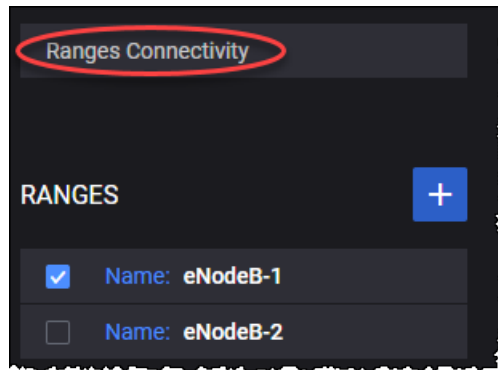 Ranges Connectivity
RANGES
+
Name: eNodeB-1
Name: eNodeB-2